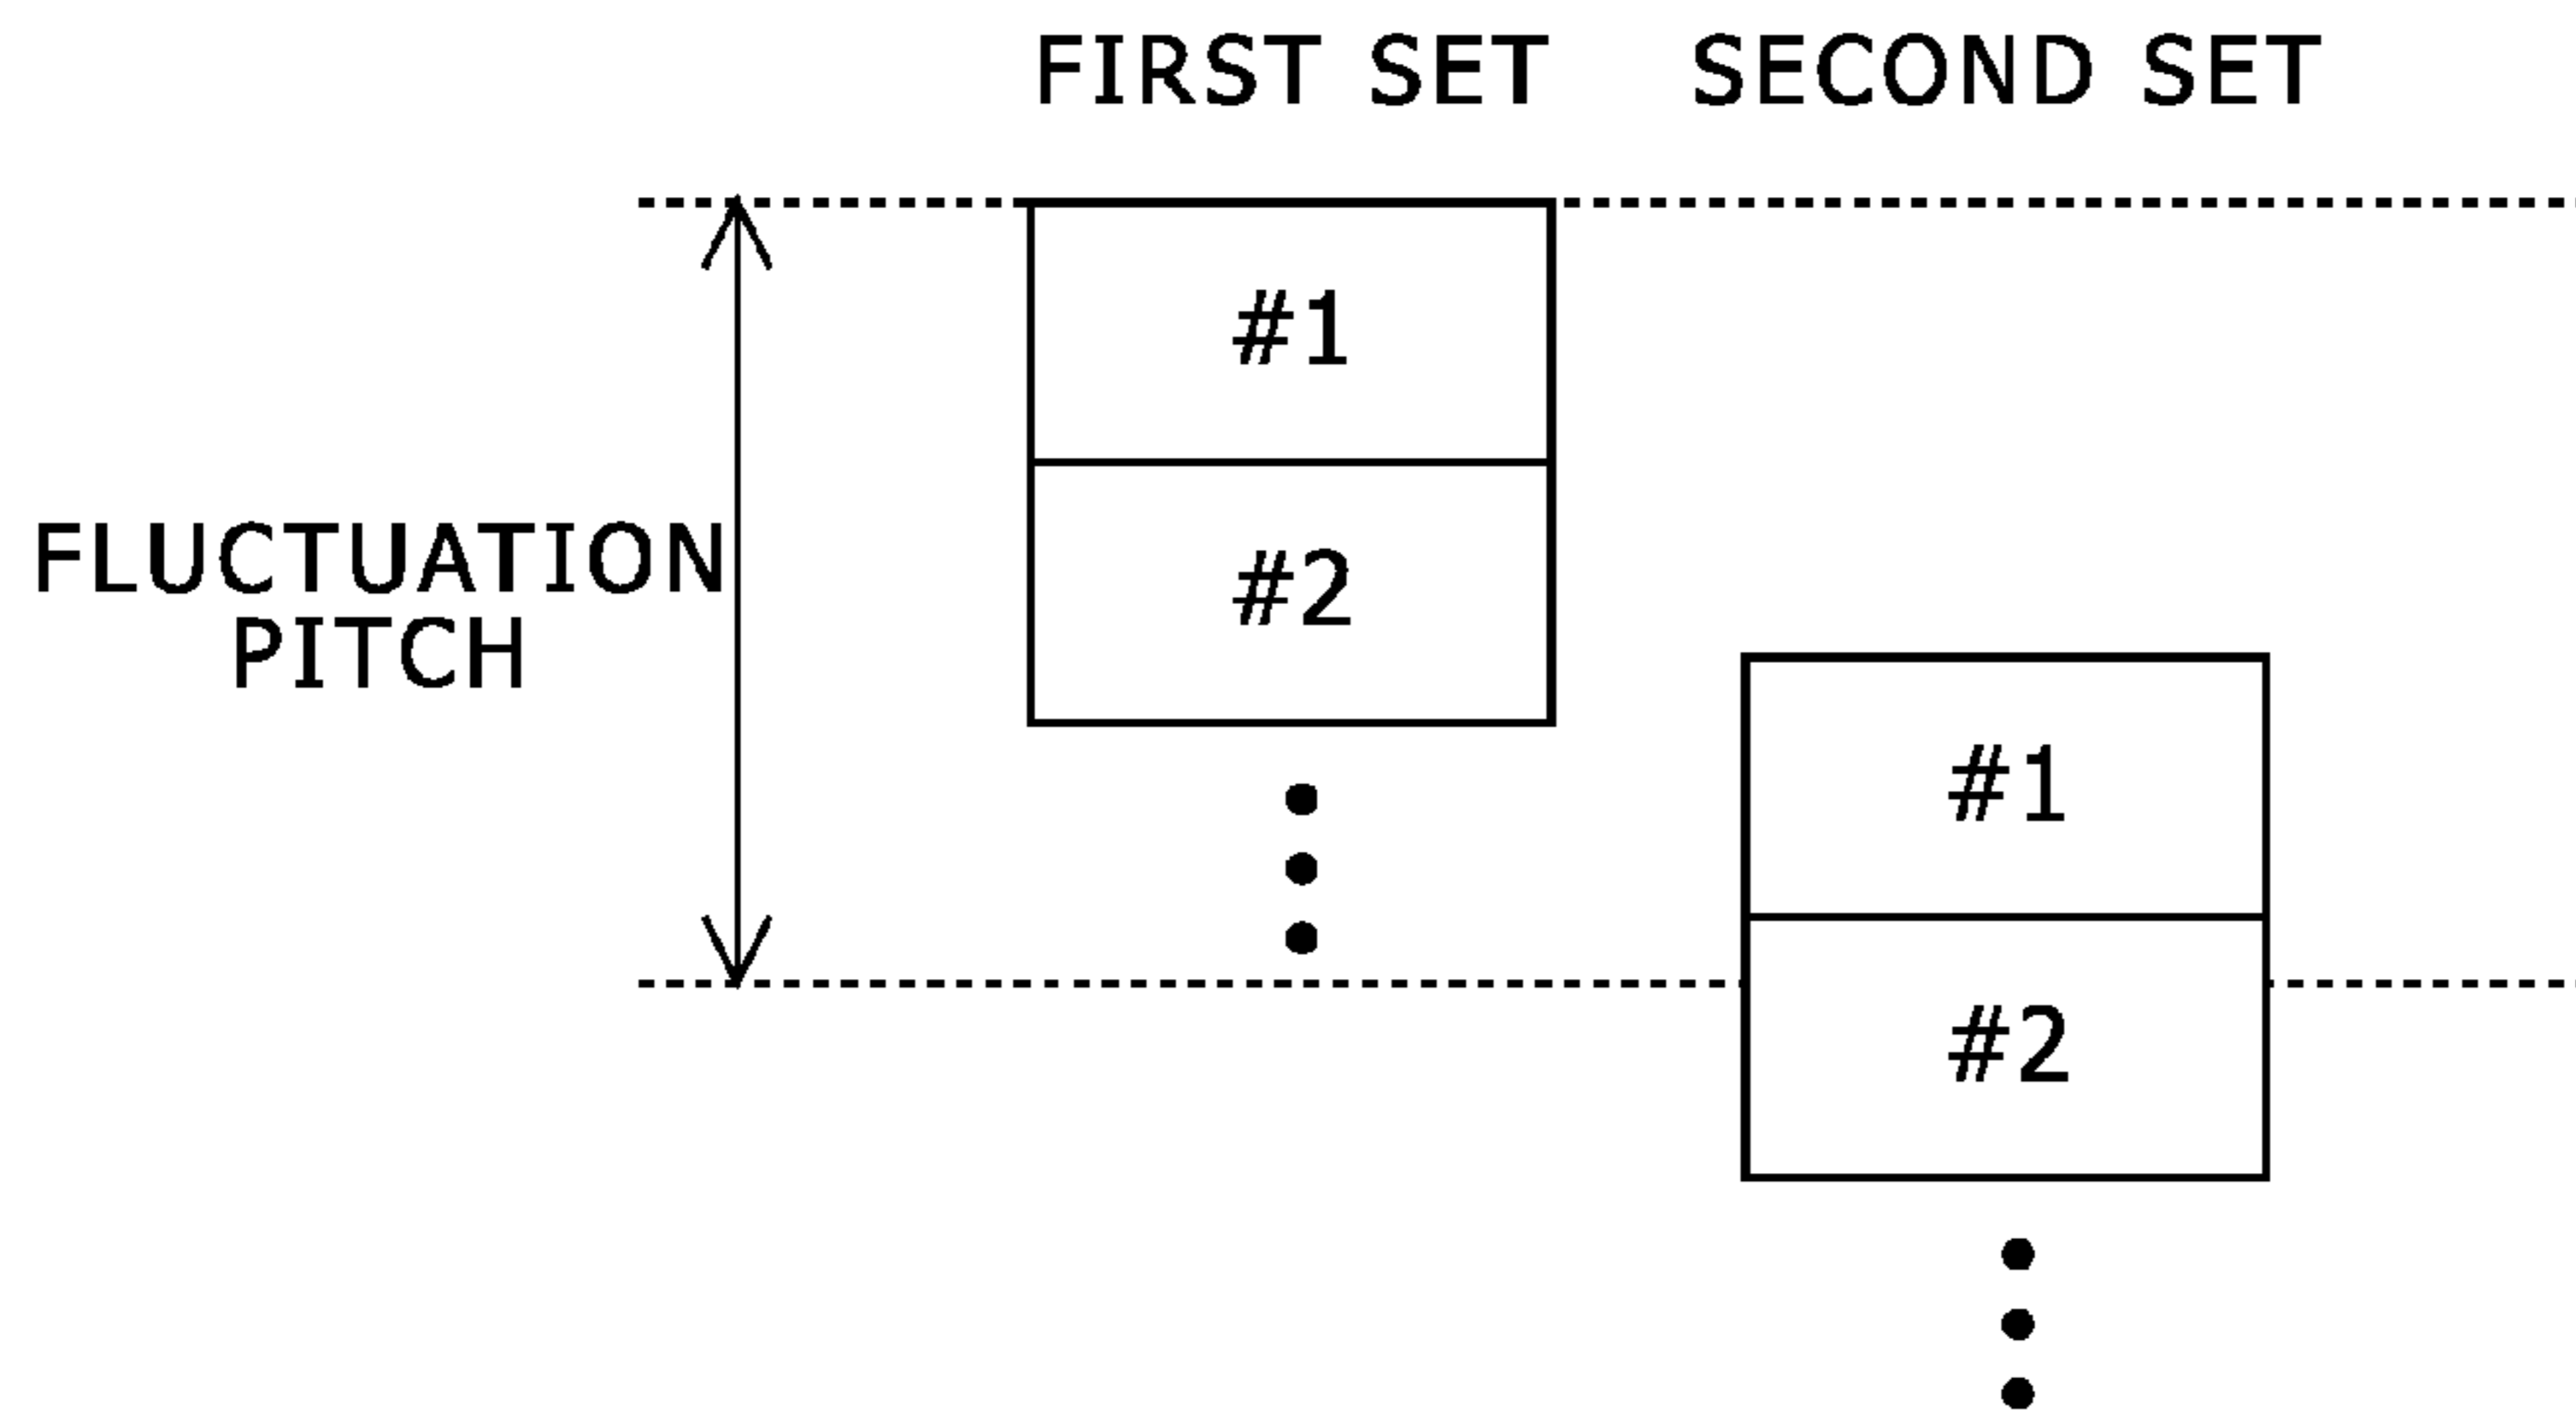 FIRST SET
SECOND SET
#1
#2
FLUCTUATION
PITCH
#1
#2